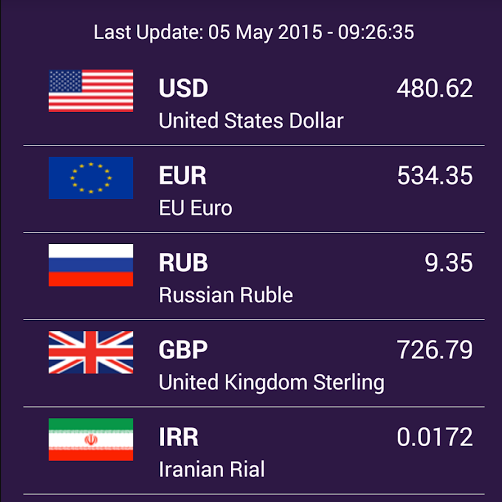 Last Update: 05 May 2015 - 09:26:35
USD 480.62
United States Dollar
EUR 534.35
EU Euro
RUB 9.35
Russian Ruble
GBP 726.79
United Kingdom Sterling
IRR 0.0172
Iranian Rial